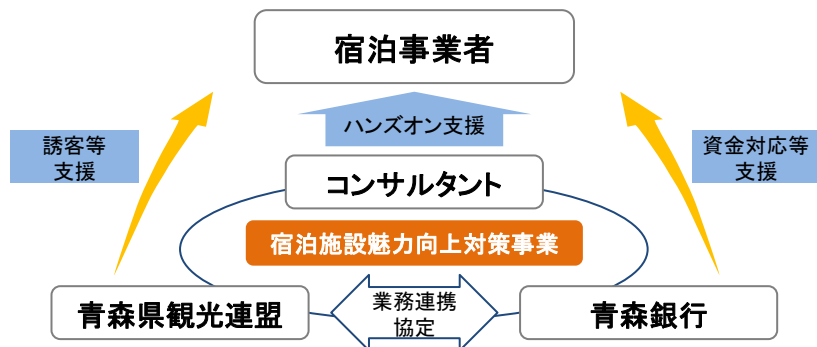 宿泊事業者
ハンズオン支援
誘客等
支援
資金対応等
支援
コンサルタント
宿泊施設魅力向上対策事業
青森県観光連盟
業務連携
協定
青森銀行